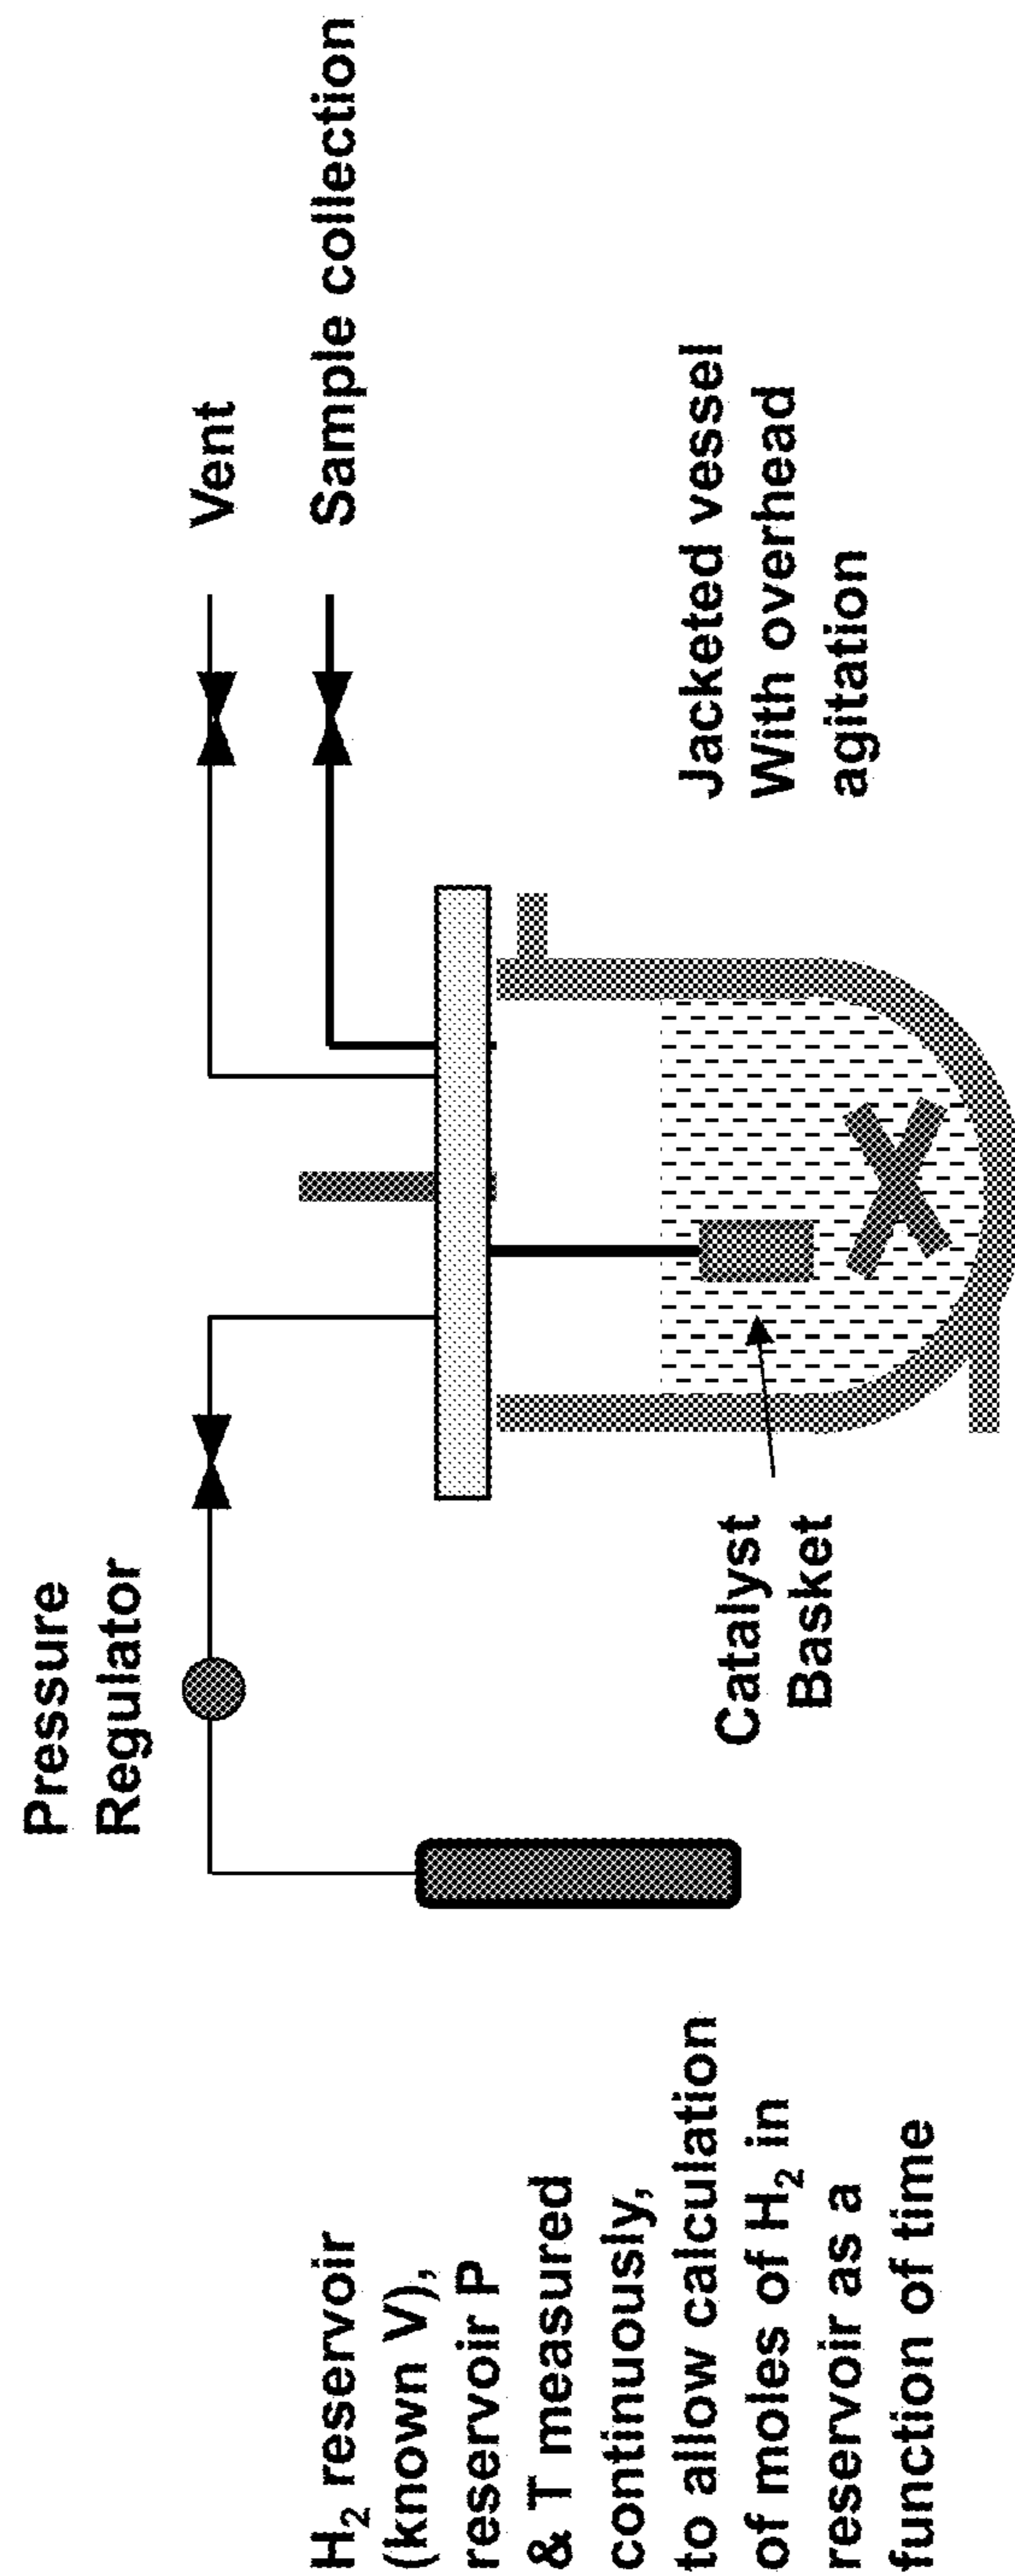 H₂ reservoir
(known V),
reservoir P
& T measured
continuously,
to allow calculation
of moles of H₂ in
reservoir as a
function of time
Pressure
Regulator
Catalyst
Basket
Vent
Sample collection
Jacketed vessel
With overhead
agitation